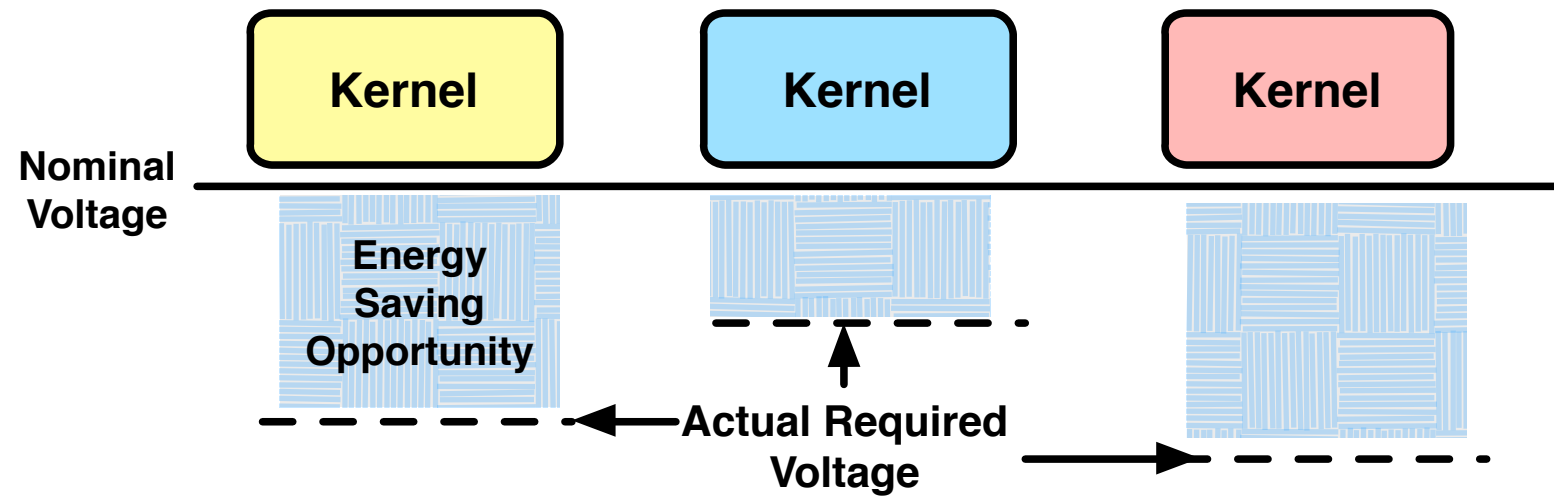 Kernel
Kernel
Kernel
Nominal
Voltage
Energy
Saving
Opportunity
Actual Required
Voltage